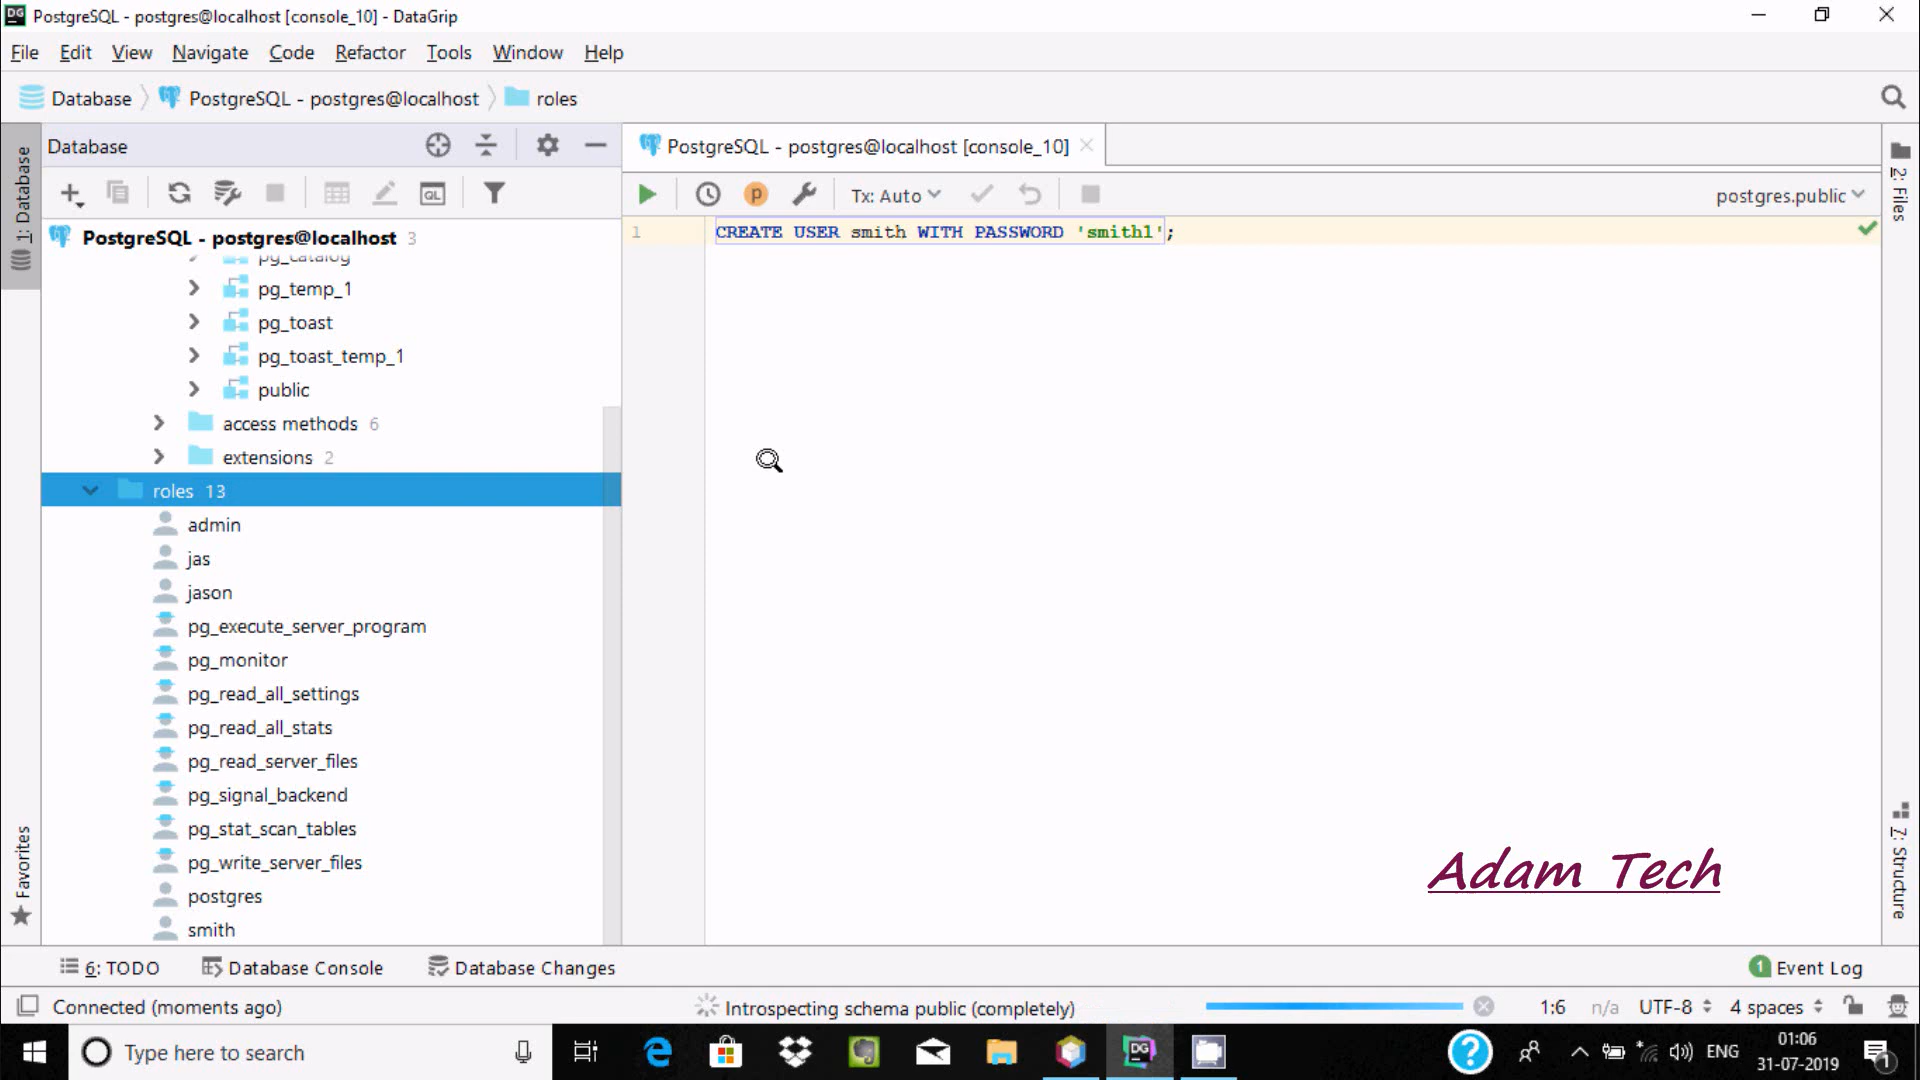 PostgreSQL - postgres@localhost [console_10] - DataGrip
File Edit View Navigate Code Refactor Tools Window Help
Database PostgreSQL - postgres@localhost roles
1: Database
Database
PostgreSQL - postgres@localhost [console_10]
2: Files
Tx: Auto
postgres.public
PostgreSQL - postgres@localhost 3
1 CREATE USER smith WITH PASSWORD 'smith1';
pg_catalog
pg_temp_1
pg_toast
pg_toast_temp_1
public
access methods 6
extensions 2
roles 13
admin
jas
jason
pg_execute_server_program
pg_monitor
pg_read_all_settings
pg_read_all_stats
pg_read_server_files
pg_signal_backend
pg_stat_scan_tables
pg_write_server_files
postgres
smith
Favorites
Adam Tech
7: Structure
6: TODO Database Console Database Changes
1 Event Log
Connected (moments ago)
Introspecting schema public (completely)
1:6 n/a UTF-8 4 spaces
Type here to search
ENG
01:06
31-07-2019
1